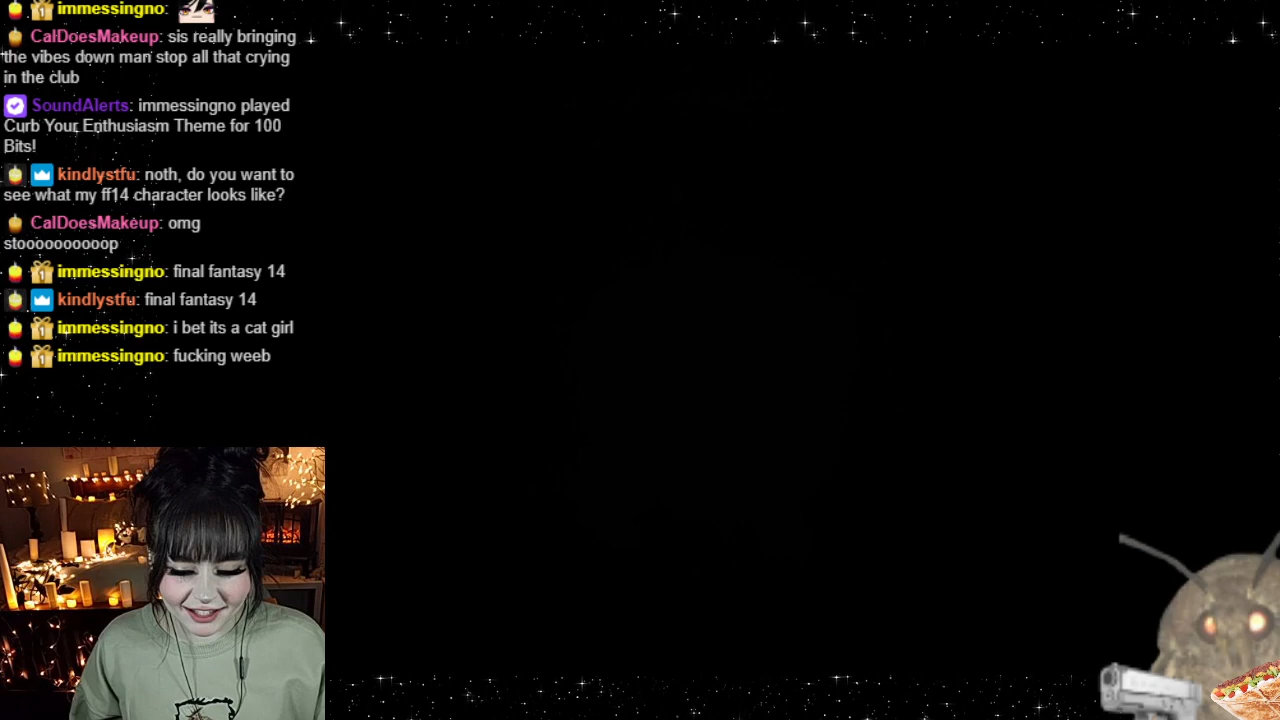 immessingno:
CalDoesMakeup: sis really bringing
the vibes down man stop all that crying
in the club
SoundAlerts: immessingno played
Curb Your Enthusiasm Theme for 100
Bits!
kindlystfu: noth, do you want to
see what my ff14 character looks like?
CalDoesMakeup: omg
stoooooooooop
immessingno: final fantasy 14
kindlystfu: final fantasy 14
immessingno: i bet its a cat girl
immessingno: fucking weeb